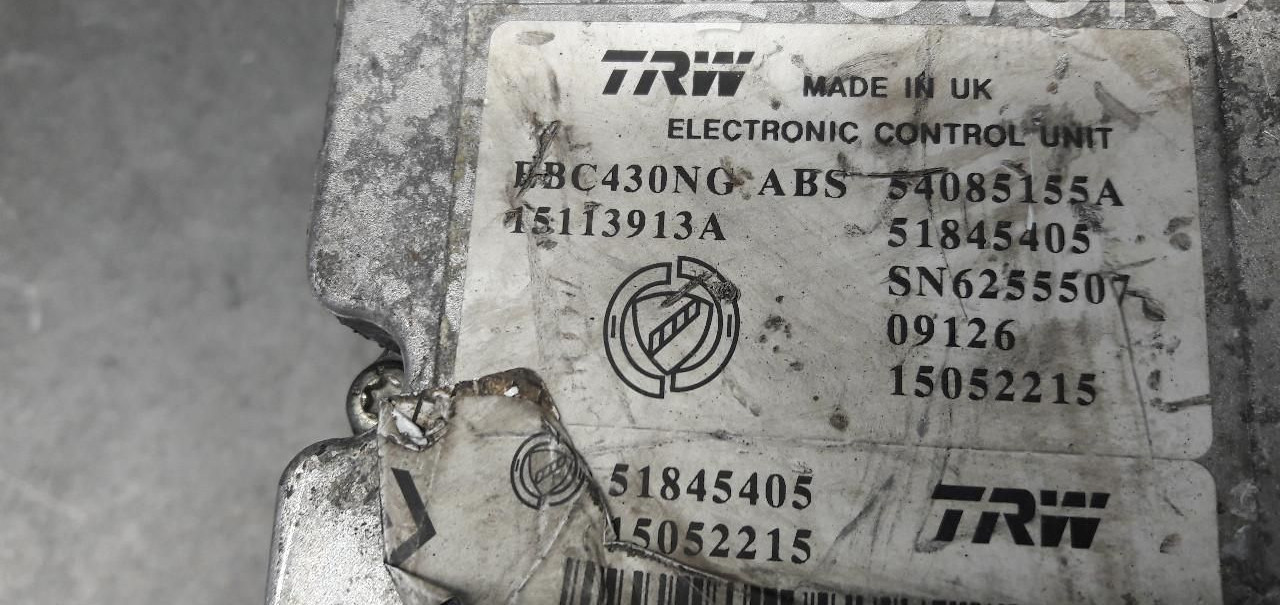 TRW MADE IN UK
ELECTRONIC CONTROL UNIT
EBC430NG ABS 54085155A
15113913A 51845405
SN6255507
09126
15052215
51845405 TRW
15052215